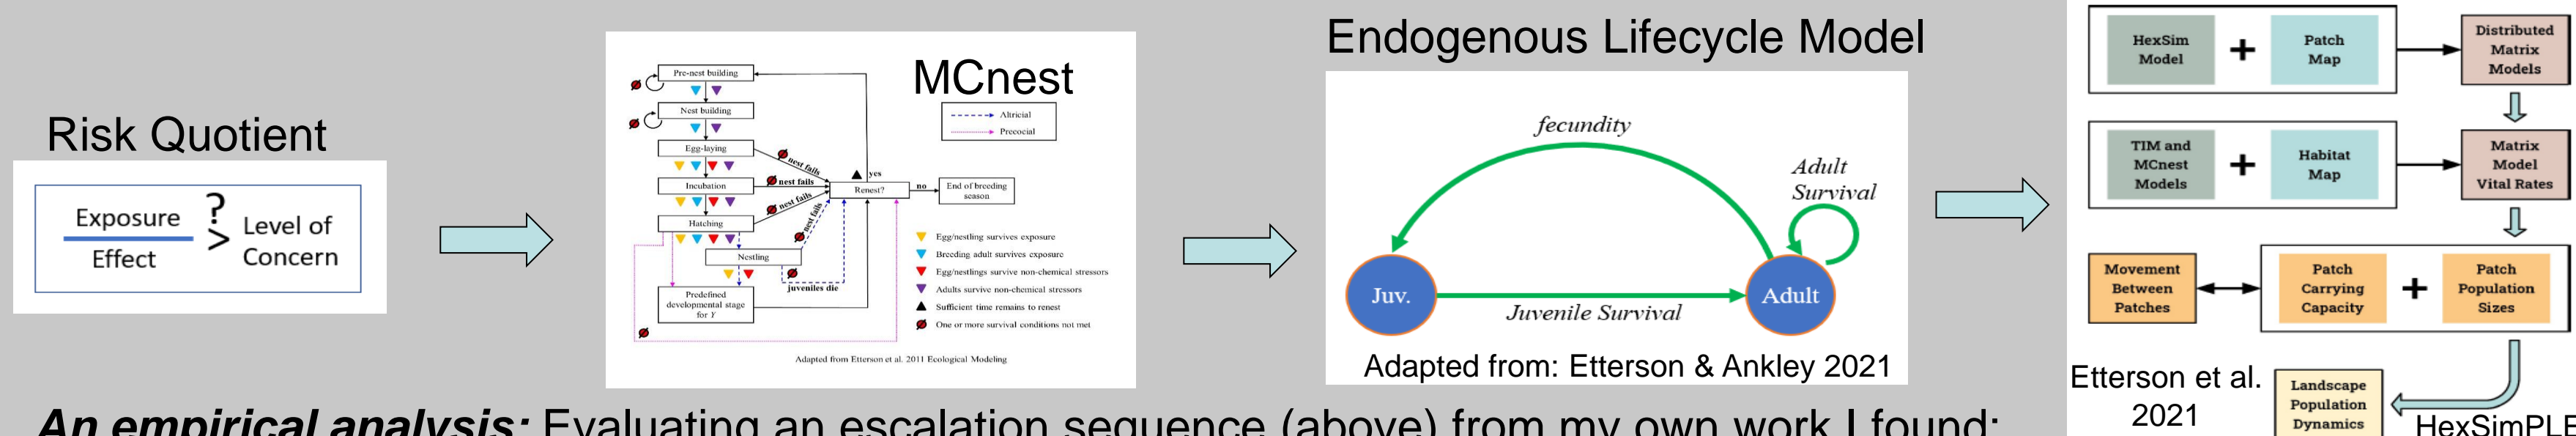 Risk Quotient
Exposure
Effect
?
>
Level of
Concern
MCnest
Pre-nest building
Nest building
Egg-laying
Incubation
Hatching
Nestling
Predefined
developmental stage
for Y
nest fails
nest fails
nest fails
nest fails
juveniles die
yes
Renest?
no
End of breeding
season
Altricial
Precocial
Egg/nestling survives exposure
Breeding adult survives exposure
Egg/nestlings survive non-chemical stressors
Adults survive non-chemical stressors
Sufficient time remains to renest
One or more survival conditions not met
Adapted from Etterson et al. 2011 Ecological Modeling
Endogenous Lifecycle Model
fecundity
Adult
Survival
Juv.
Adult
Juvenile Survival
Adapted from: Etterson & Ankley 2021
HexSim
Model
+
Patch
Map
Distributed
Matrix
Models
TIM and
MCnest
Models
+
Habitat
Map
Matrix
Model
Vital Rates
Movement
Between
Patches
Patch
Carrying
Capacity
+
Patch
Population
Sizes
Etterson et al.
2021
Landscape
Population
Dynamics
HexSimPLE
An empirical analysis: Evaluating an escalation sequence (above) from my own work I found: